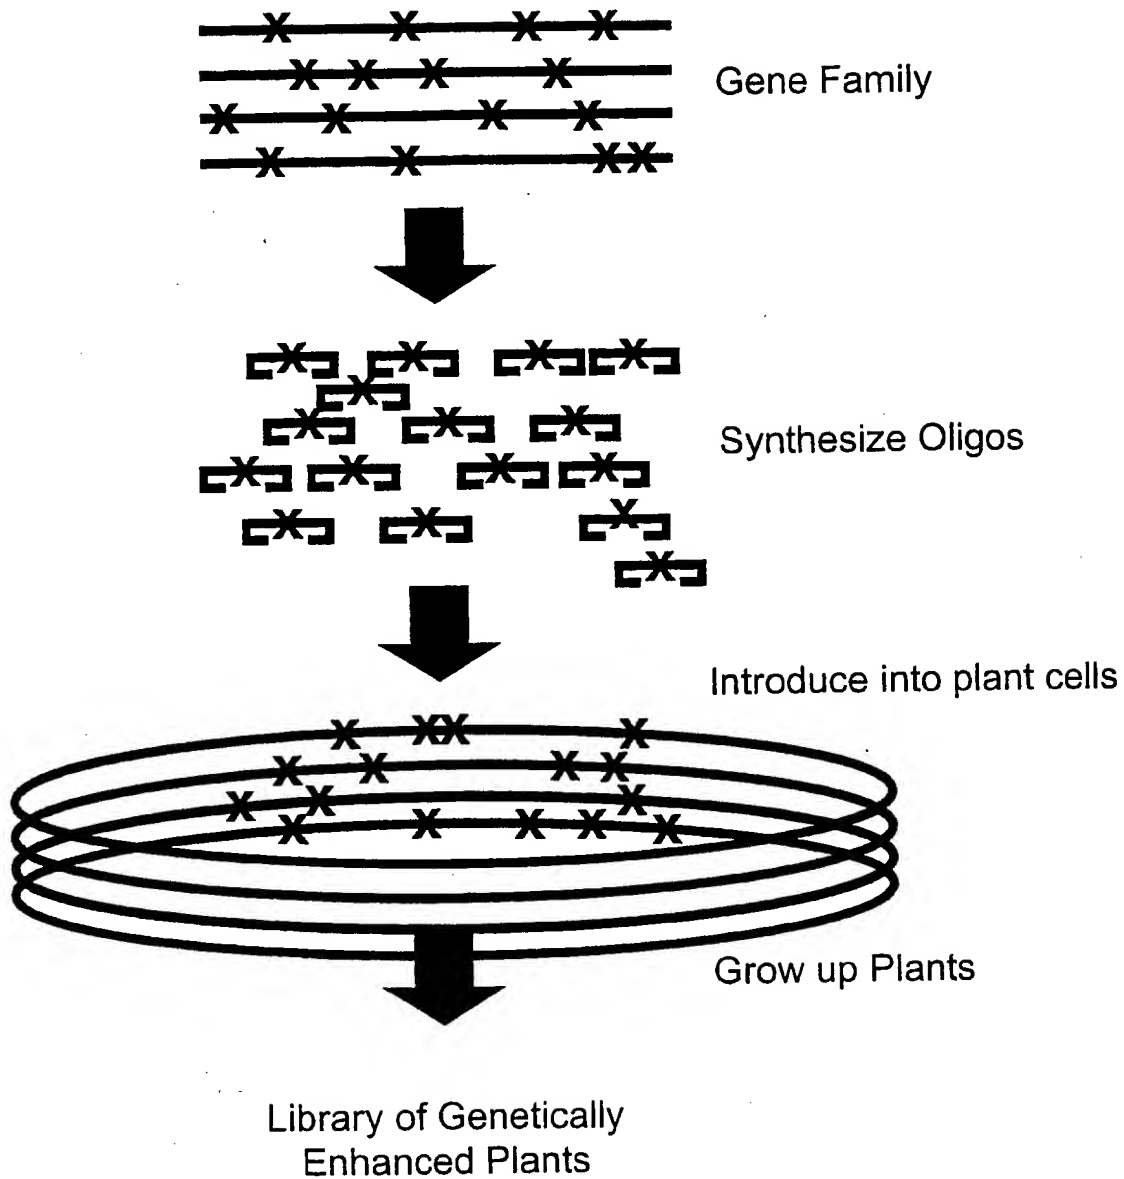 Gene Family
Synthesize Oligos
Introduce into plant cells
Grow up Plants
Library of Genetically
Enhanced Plants